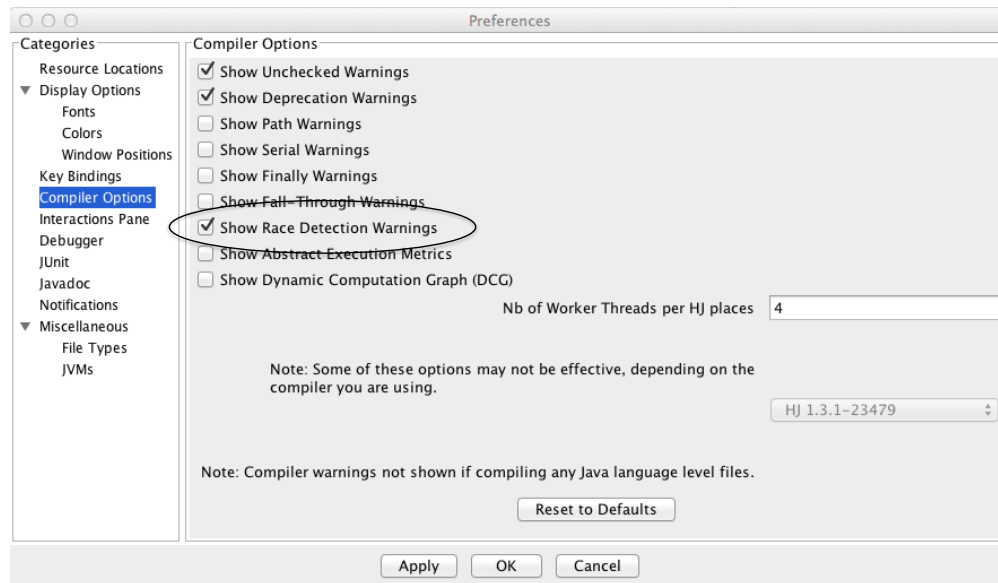 Preferences
Categories
Resource Locations
Display Options
Fonts
Colors
Window Positions
Key Bindings
Compiler Options
Interactions Pane
Debugger
JUnit
Javadoc
Notifications
Miscellaneous
File Types
JVMs
Compiler Options
Show Unchecked Warnings
Show Deprecation Warnings
Show Path Warnings
Show Serial Warnings
Show Finally Warnings
Show Fall-Through Warnings
Show Race Detection Warnings
Show Abstract Execution Metrics
Show Dynamic Computation Graph (DCG)
Nb of Worker Threads per HJ places 4
Note: Some of these options may not be effective, depending on the
compiler you are using.
HJ 1.3.1-23479
Note: Compiler warnings not shown if compiling any Java language level files.
Reset to Defaults
Apply OK Cancel